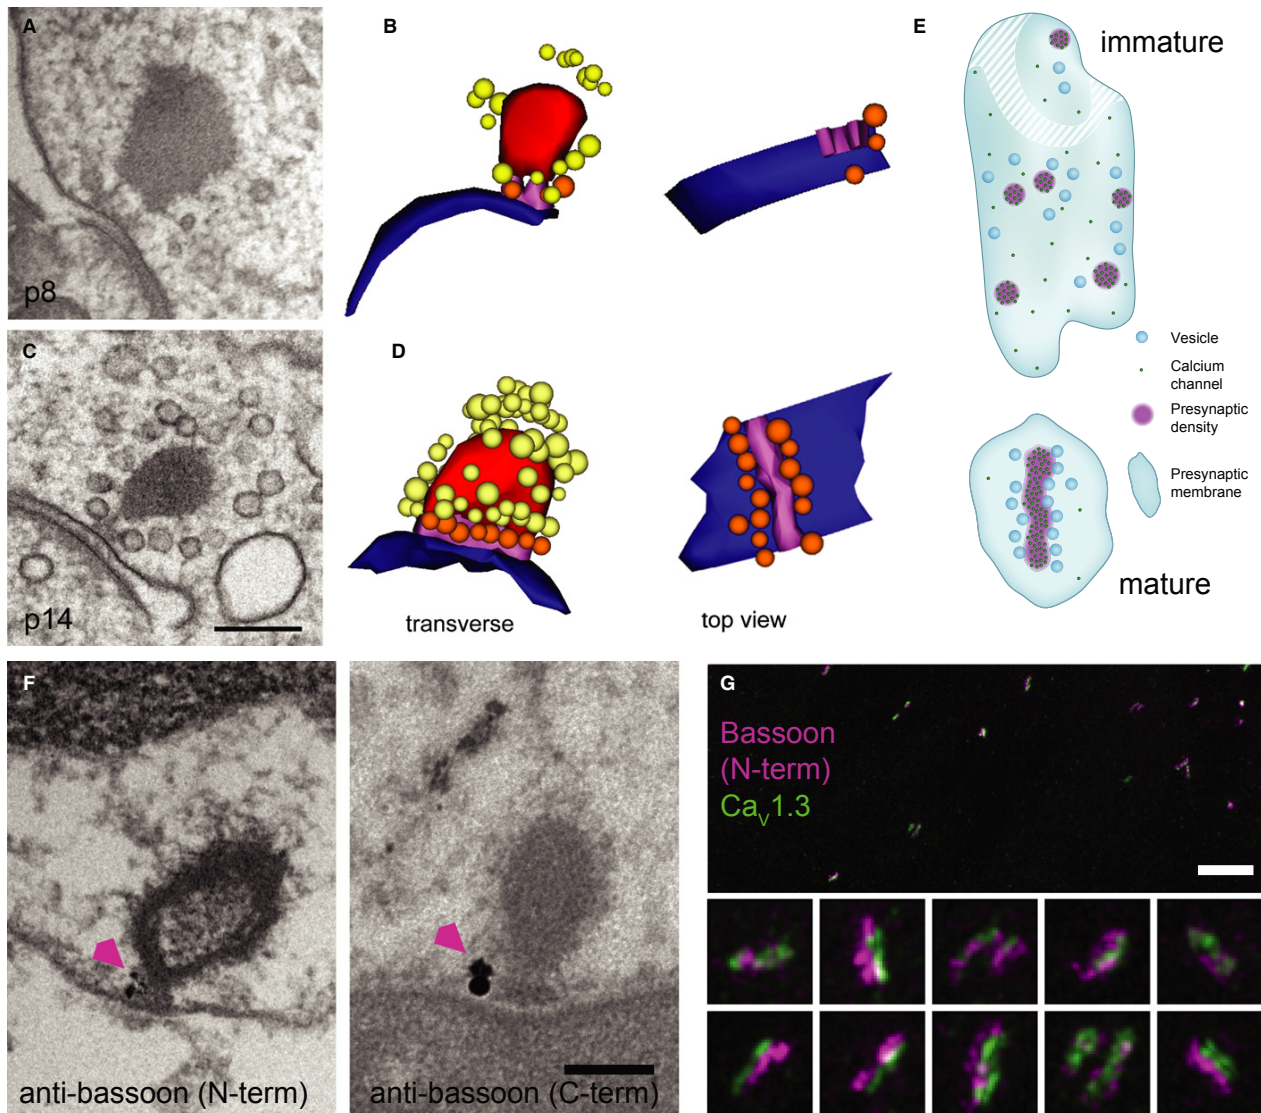 A
p8
B
C
p14
D
transverse
top view
E
immature
Vesicle
Calcium
channel
Presynaptic
density
Presynaptic
membrane
mature
F
anti-bassoon (N-term)
anti-bassoon (C-term)
G
Bassoon
(N-term)
CaV1.3